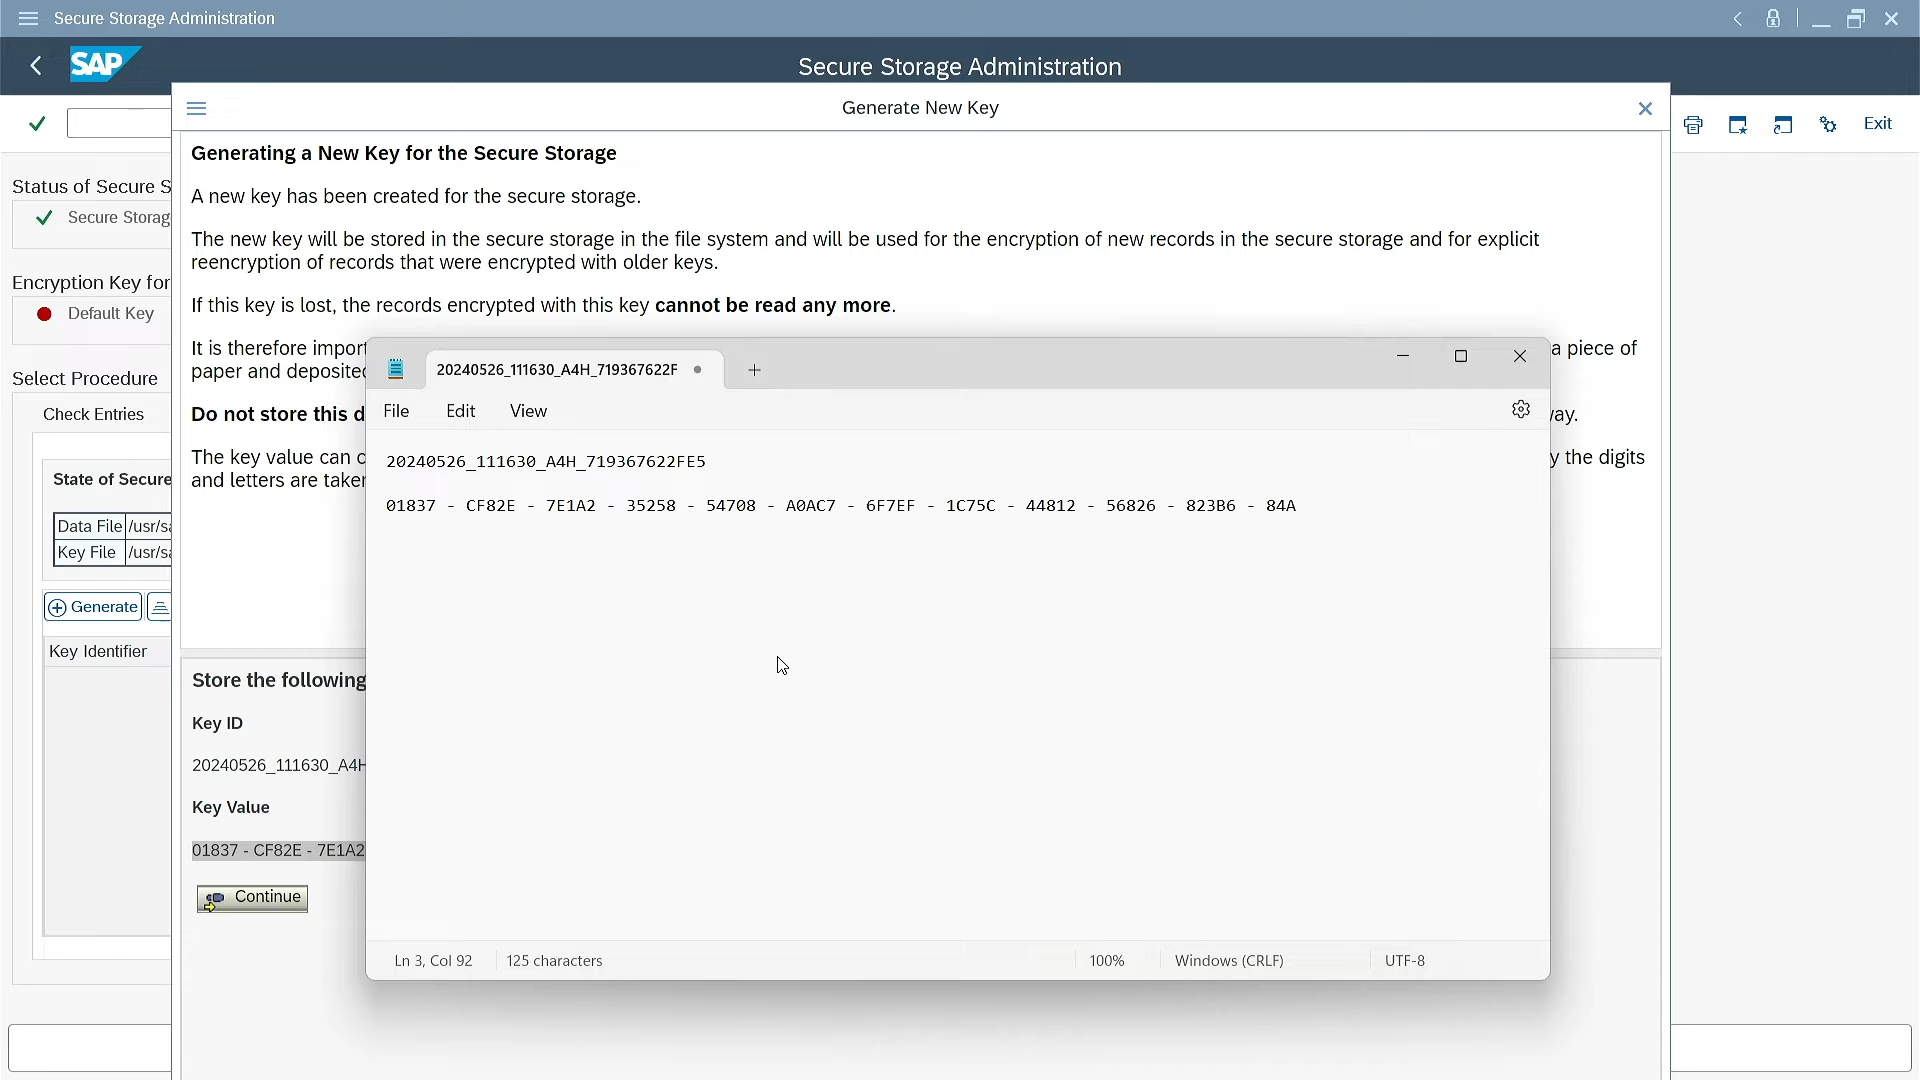 Secure Storage Administration
SAP
Secure Storage Administration
Exit
Generate New Key
Generating a New Key for the Secure Storage
A new key has been created for the secure storage.
The new key will be stored in the secure storage in the file system and will be used for the encryption of new records in the secure storage and for explicit
reencryption of records that were encrypted with older keys.
If this key is lost, the records encrypted with this key cannot be read any more.
It is therefore a piece of
paper and
Do not store this
The key value can the digits
and letters are
Status of Secure
Secure
Encryption Key for
Default Key
Select Procedure
Check Entries
State of Secure
Data File
Key File
Generate
Key Identifier
Store the following
Key ID
20240526_111630_A4H
Key Value
01837 - CF82E - 7E1A2
Continue
20240526_111630_A4H_719367622F
File Edit View
20240526_111630_A4H_719367622FE5
01837 - CF82E - 7E1A2 - 35258 - 54708 - A0AC7 - 6F7EF - 1C75C - 44812 - 56826 - 823B6 - 84A
Ln 3, Col 92 125 characters 100% Windows (CRLF) UTF-8